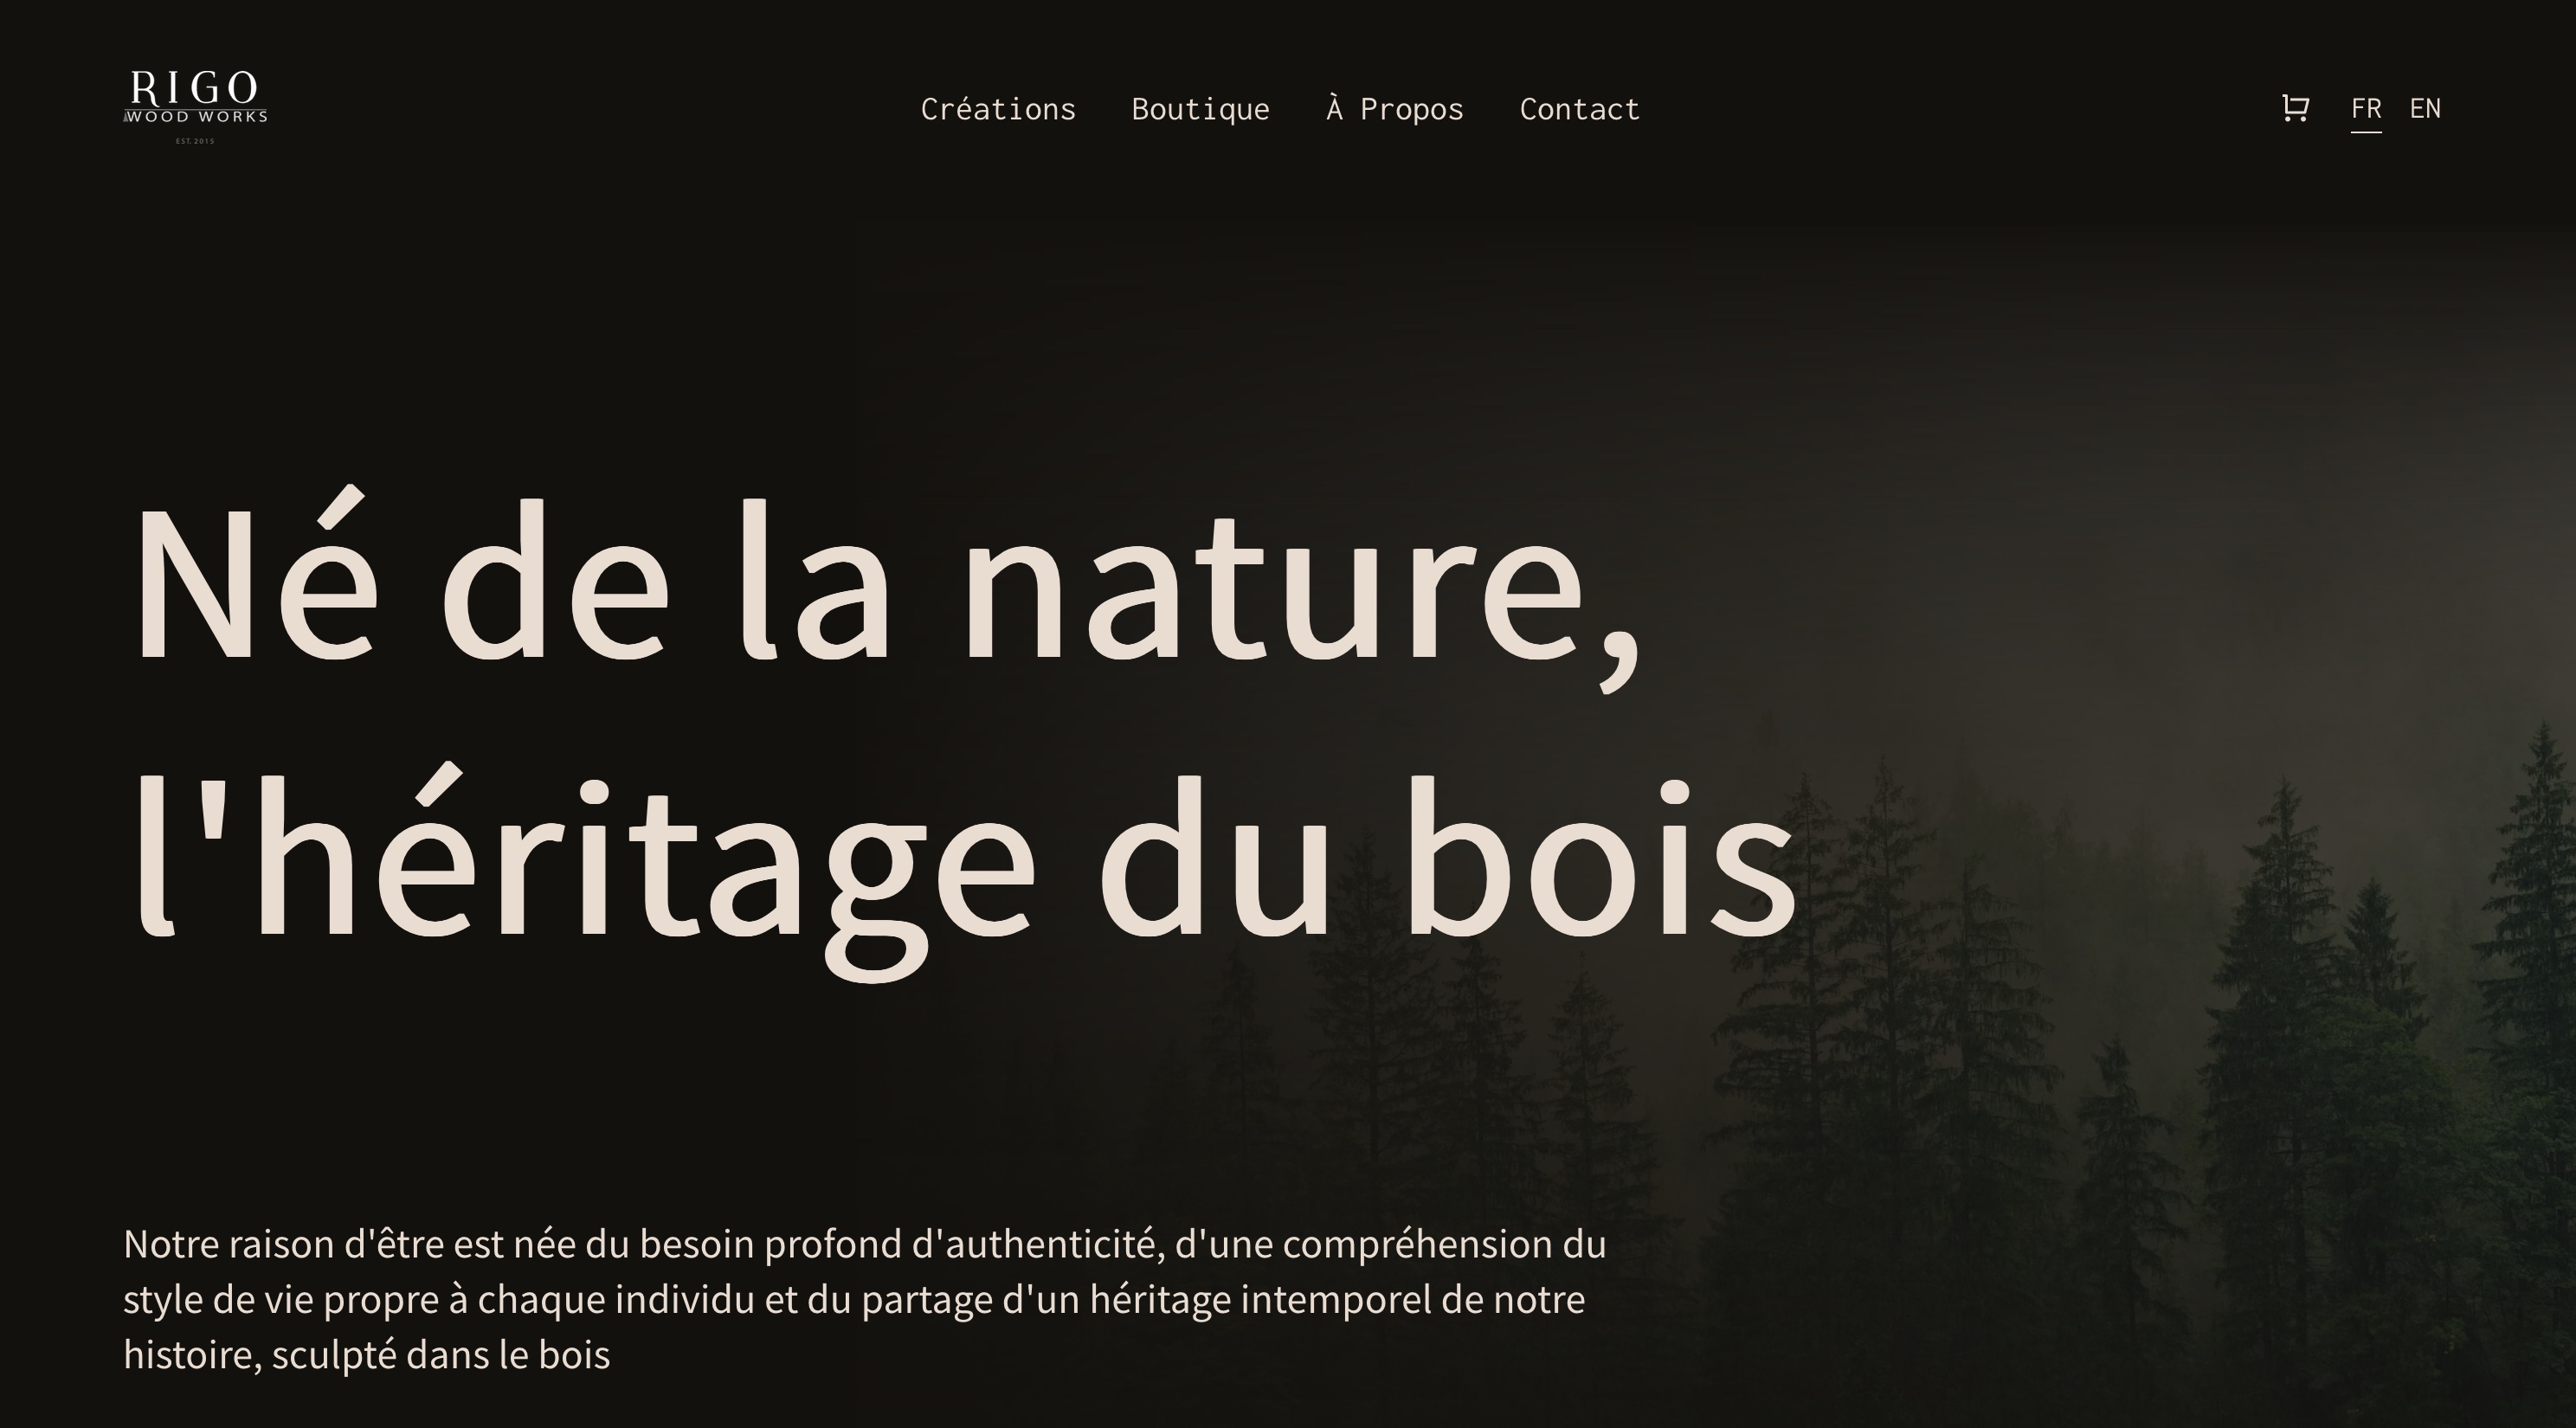 RIGO
WOOD WORKS
EST. 2015
Créations Boutique À Propos Contact
FR EN
Né de la nature,
l'héritage du bois
Notre raison d'être est née du besoin profond d'authenticité, d'une compréhension du
style de vie propre à chaque individu et du partage d'un héritage intemporel de notre
histoire, sculpté dans le bois